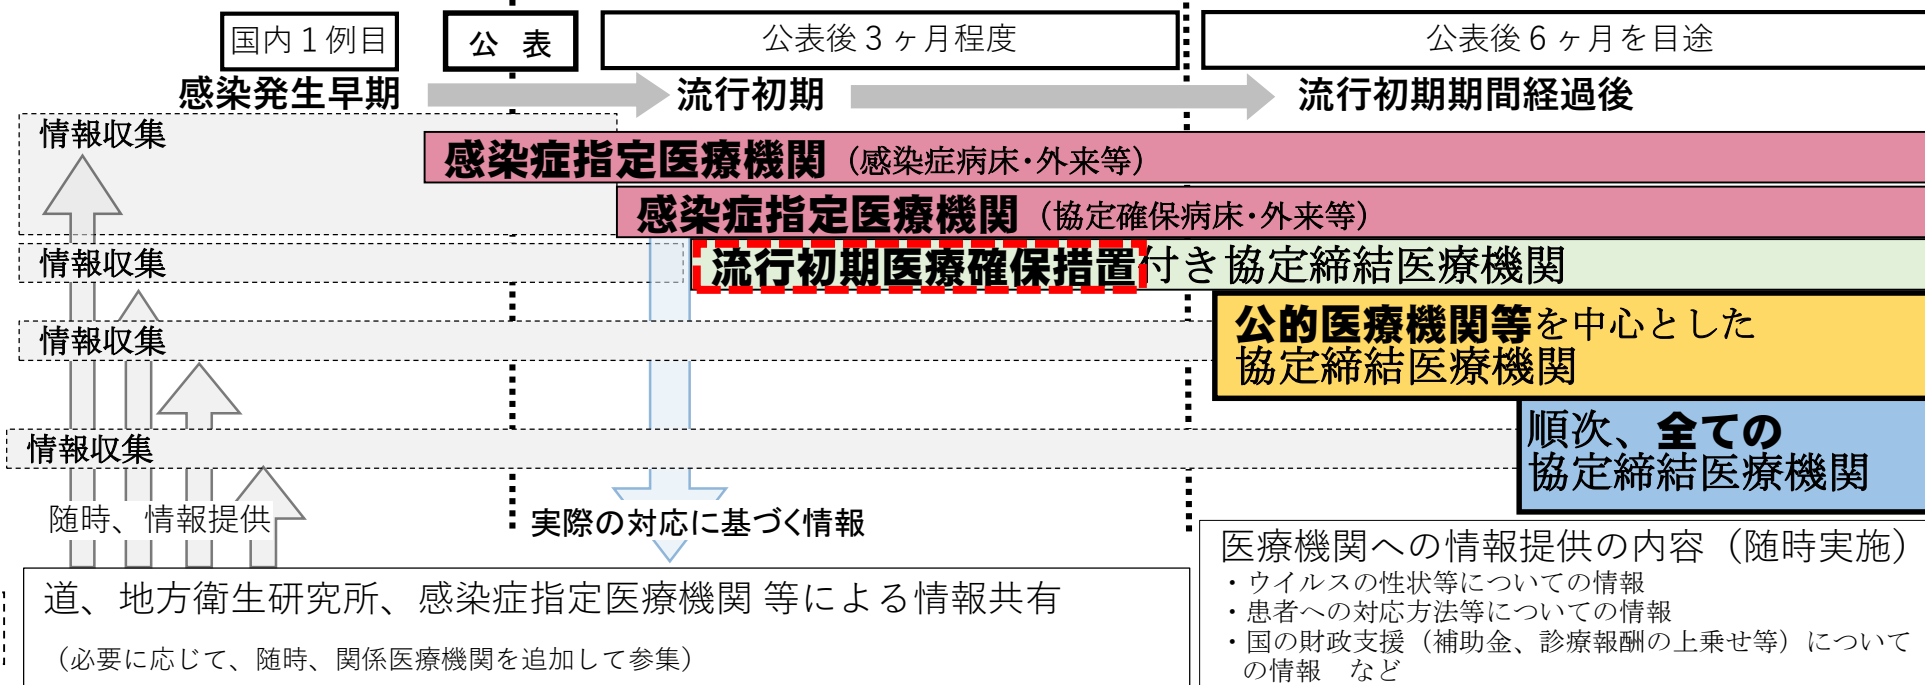 国内１例目
公 表
公表後３ヶ月程度
公表後６ヶ月を目途
感染発生早期
流行初期
流行初期期間経過後
情報収集
感染症指定医療機関（感染症病床･外来等）
感染症指定医療機関（協定確保病床･外来等）
情報収集
流行初期医療確保措置付き協定締結医療機関
情報収集
公的医療機関等を中心とした
協定締結医療機関
情報収集
順次、全ての
協定締結医療機関
随時、情報提供
実際の対応に基づく情報
道、地方衛生研究所、感染症指定医療機関 等による情報共有
（必要に応じて、随時、関係医療機関を追加して参集）
医療機関への情報提供の内容（随時実施）
・ウイルスの性状等についての情報
・患者への対応方法等についての情報
・国の財政支援（補助金、診療報酬の上乗せ等）について
の情報　など